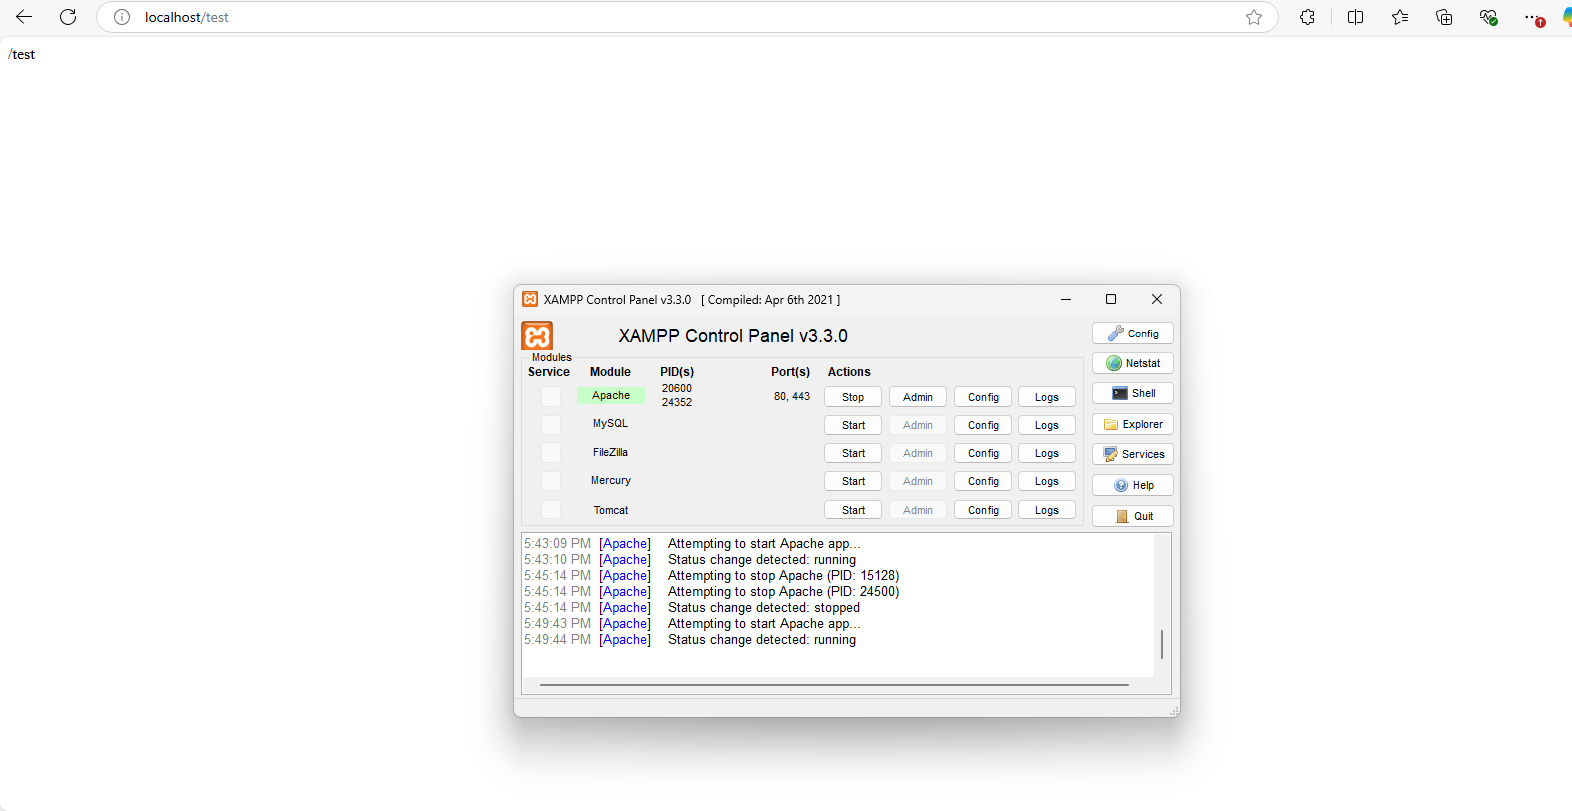 localhost/test
/test
XAMPP Control Panel v3.3.0 [ Compiled: Apr 6th 2021 ]
XAMPP Control Panel v3.3.0
Config
Modules
Service Module PID(s) Port(s) Actions
Netstat
Apache 20600 24352 80, 443 Stop Admin Config Logs
Shell
MySQL Start Admin Config Logs
Explorer
FileZilla Start Admin Config Logs
Services
Mercury Start Admin Config Logs
Help
Tomcat Start Admin Config Logs
Quit
5:43:09 PM [Apache] Attempting to start Apache app...
5:43:10 PM [Apache] Status change detected: running
5:45:14 PM [Apache] Attempting to stop Apache (PID: 15128)
5:45:14 PM [Apache] Attempting to stop Apache (PID: 24500)
5:45:14 PM [Apache] Status change detected: stopped
5:49:43 PM [Apache] Attempting to start Apache app...
5:49:44 PM [Apache] Status change detected: running